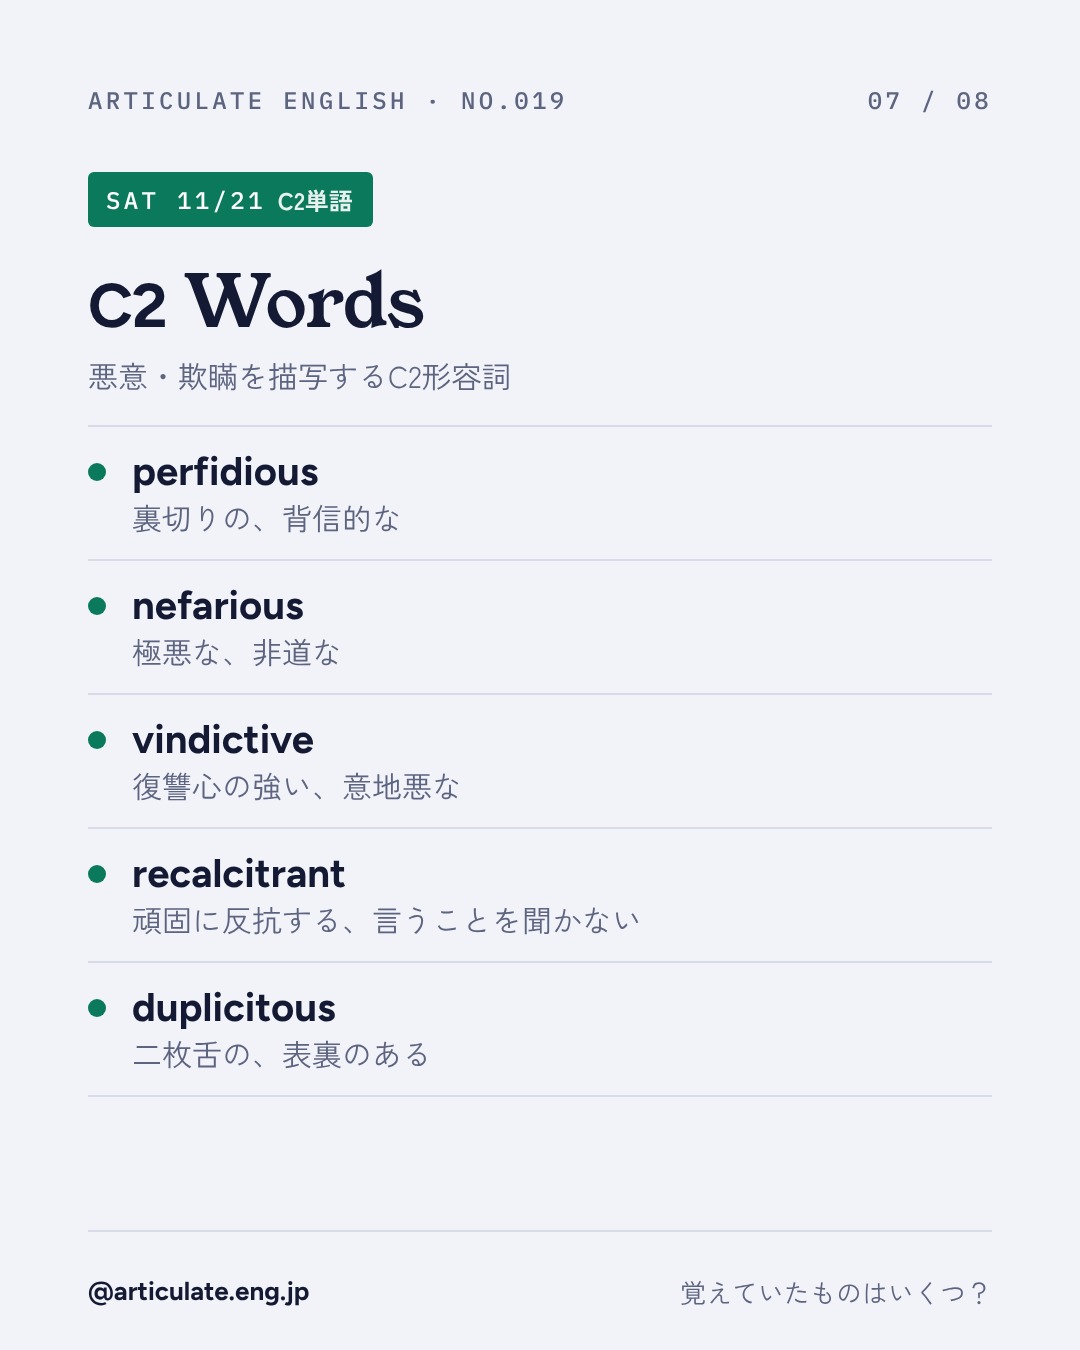 ARTICULATE ENGLISH · NO.019
07 / 08
SAT 11/21 C2単語
C2 Words
悪意・欺瞞を描写するC2形容詞
perfidious
裏切りの、背信的な
nefarious
極悪な、非道な
vindictive
復讐心の強い、意地悪な
recalcitrant
頑固に反抗する、言うことを聞かない
duplicitous
二枚舌の、表裏のある
@articulate.eng.jp
覚えていたものはいくつ？